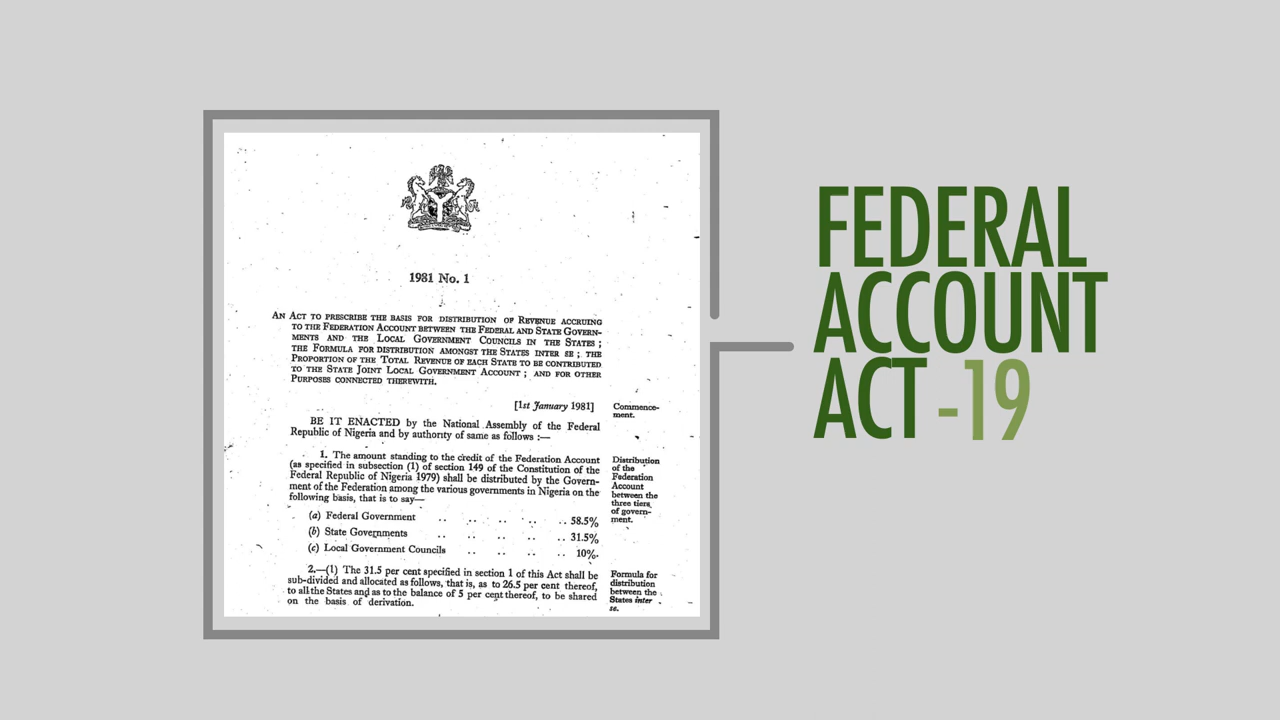 1981 No. 1
AN ACT TO PRESCRIBE THE BASIS FOR DISTRIBUTION OF REVENUE ACCRUING
TO THE FEDERATION ACCOUNT BETWEEN THE FEDERAL AND STATE GOVERN-
MENTS AND THE LOCAL GOVERNMENT COUNCILS IN THE STATES ;
THE FORMULA FOR DISTRIBUTION AMONGST THE STATES INTER SE ; THE
PROPORTION OF THE TOTAL REVENUE OF EACH STATE TO BE CONTRIBUTED
TO THE STATE JOINT LOCAL GOVERNMENT ACCOUNT ; AND FOR OTHER
PURPOSES CONNECTED THEREWITH.
[1st January 1981]
Commence-
ment.
BE IT ENACTED by the National Assembly of the Federal
Republic of Nigeria and by authority of same as follows :—
1. The amount standing to the credit of the Federation Account
(as specified in subsection (1) of section 149 of the Constitution of the
Federal Republic of Nigeria 1979) shall be distributed by the Govern-
ment of the Federation among the various governments in Nigeria on the
following basis, that is to say—
Distribution
of the
Federation
Account
between the
three tiers
of govern-
ment.
(a) Federal Government .. .. .. .. .. 58.5%
(b) State Governments .. .. .. .. .. 31.5%
(c) Local Government Councils .. .. .. .. 10%.
2.—(1) The 31.5 per cent specified in section 1 of this Act shall be
sub-divided and allocated as follows, that is, as to 26.5 per cent thereof,
to all the States and as to the balance of 5 per cent thereof, to be shared
on the basis of derivation.
Formula for
distribution
between the
States inter
se.
FEDERAL
ACCOUNT
ACT -19